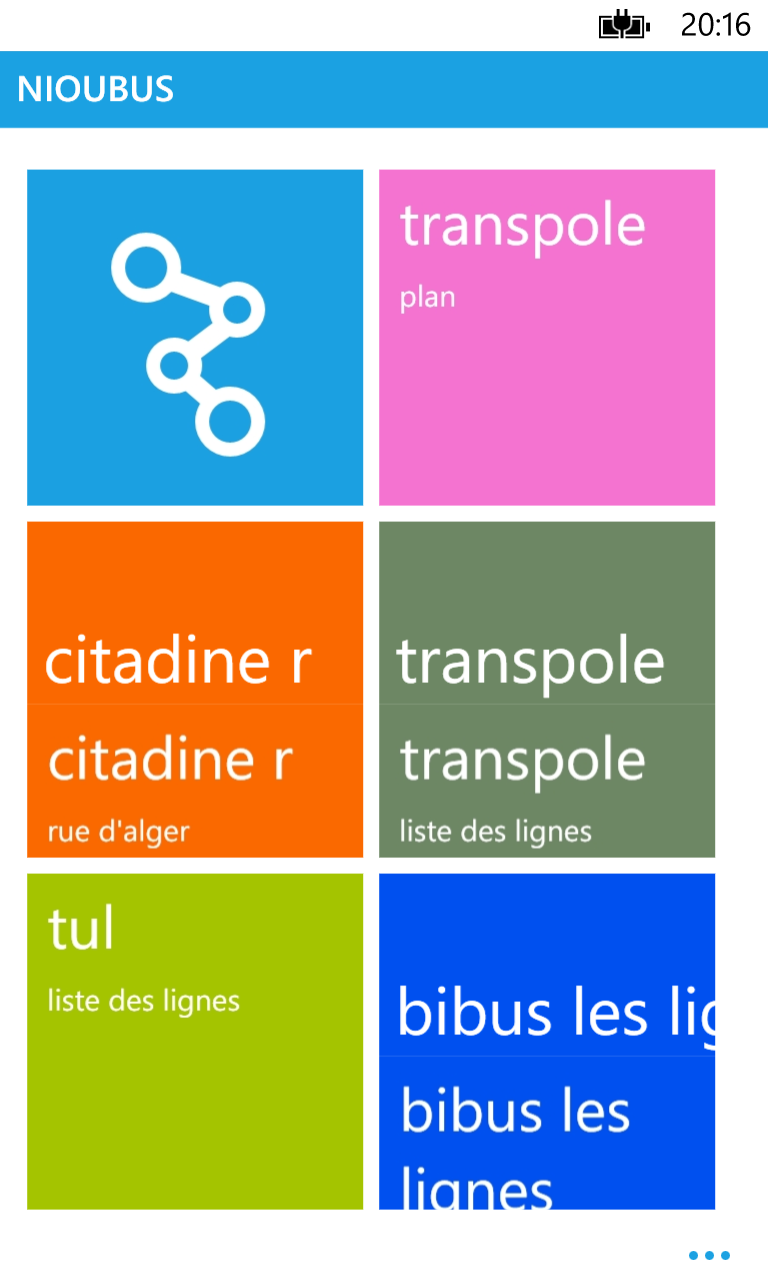 20:16
NIOUBUS
transpole
plan
citadine r
citadine r
rue d'alger
transpole
transpole
liste des lignes
tul
liste des lignes
bibus les lig
bibus les
lignes